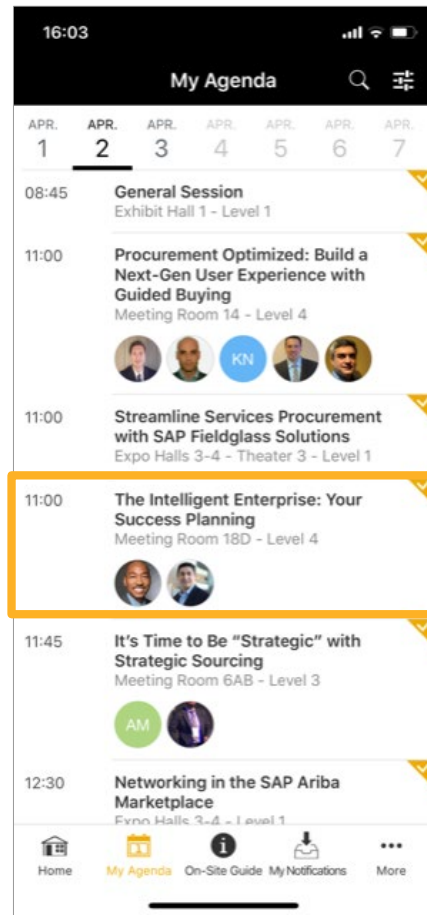 16:03
My Agenda
APR. APR. APR. APR. APR. APR. APR.
1 2 3 4 5 6 7
08:45 General Session
Exhibit Hall 1 - Level 1
11:00 Procurement Optimized: Build a
Next-Gen User Experience with
Guided Buying
Meeting Room 14 - Level 4
KN
11:00 Streamline Services Procurement
with SAP Fieldglass Solutions
Expo Halls 3-4 - Theater 3 - Level 1
11:00 The Intelligent Enterprise: Your
Success Planning
Meeting Room 18D - Level 4
11:45 It's Time to Be “Strategic” with
Strategic Sourcing
Meeting Room 6AB - Level 3
AM
12:30 Networking in the SAP Ariba
Marketplace
Expo Halls 3-4 - Level 1
Home My Agenda On-Site Guide My Notifications More